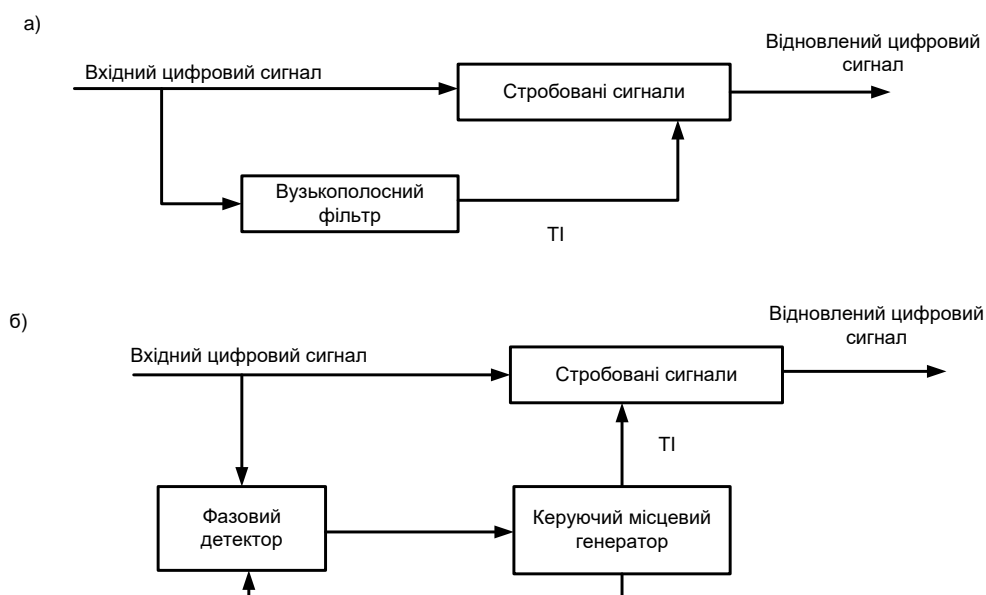 а)
Відновлений цифровий
сигнал
Вхідний цифровий сигнал
Стробовані сигнали
Вузькополосний
фільтр
ТІ
б)
Відновлений цифровий
сигнал
Вхідний цифровий сигнал
Стробовані сигнали
ТІ
Фазовий
детектор
Керуючий місцевий
генератор